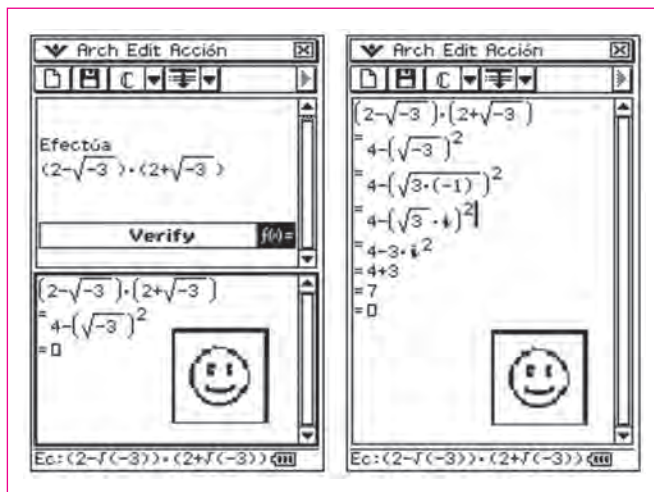 Arch Edit Acción
Efectúa
(2-√-3)·(2+√-3)
Verify
f(x)=
(2-√-3)·(2+√-3)
= 4-(√-3)²
=□
Ec:(2-√(-3))·(2+√(-3))
Arch Edit Acción
(2-√-3)·(2+√-3)
= 4-(√-3)²
= 4-(√3·(-1))²
= 4-(√3·i)²
= 4-3·i²
=4+3
=7
=□
Ec:(2-√(-3))·(2+√(-3))